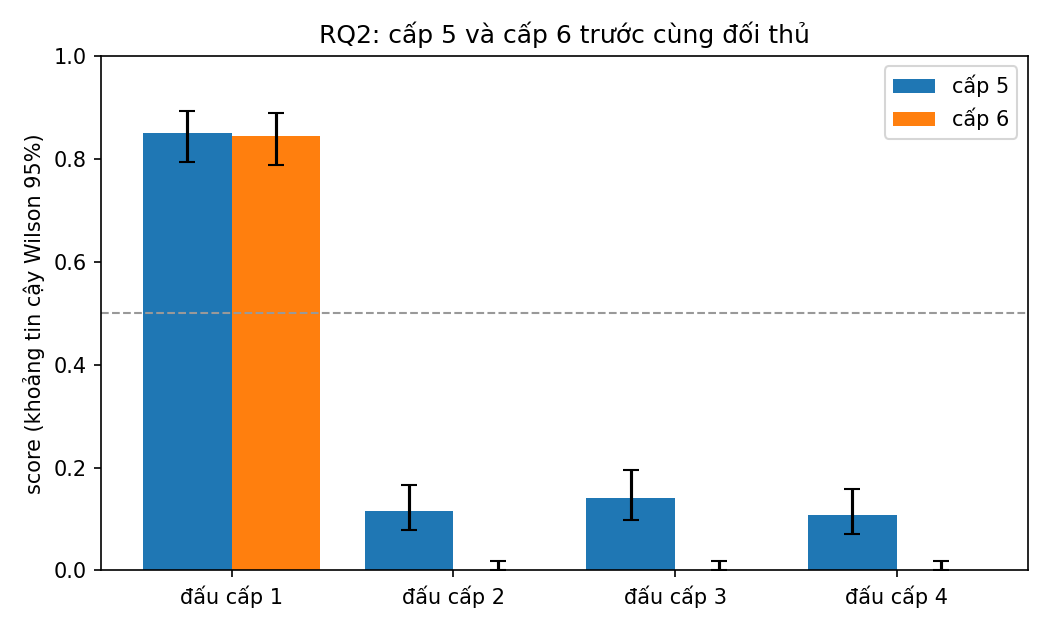 RQ2: cấp 5 và cấp 6 trước cùng đối thủ
score (khoảng tin cậy Wilson 95%)
1.0
0.8
0.6
0.4
0.2
0.0
cấp 5
cấp 6
đấu cấp 1
đấu cấp 2
đấu cấp 3
đấu cấp 4